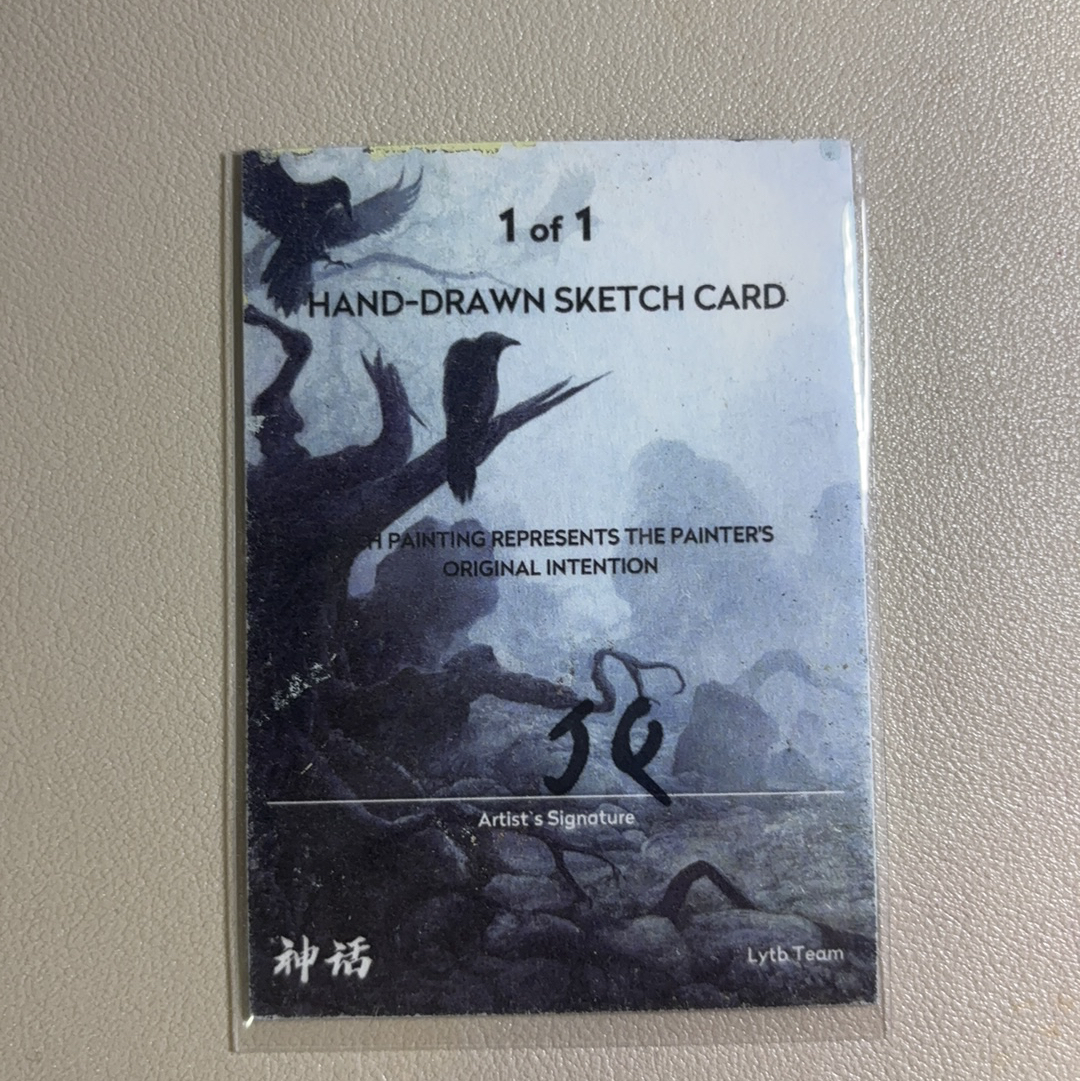 1 of 1
HAND-DRAWN SKETCH CARD
PAINTING REPRESENTS THE PAINTER'S
ORIGINAL INTENTION
Artist`s Signature
神话
Lytb Team